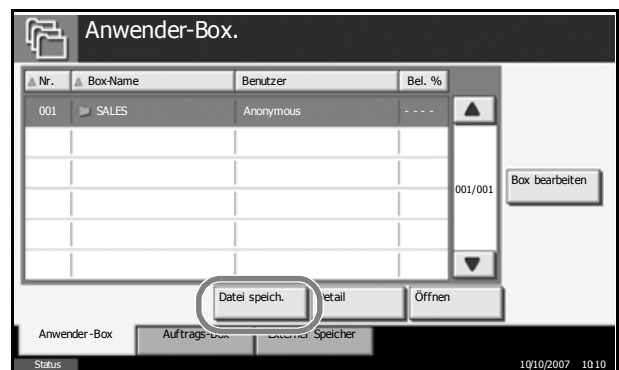 Anwender-Box.
Nr. Box-Name Benutzer Bel. %
001 SALES Anonymous ----
001/001
Box bearbeiten
Datei speich. Detail Öffnen
Anwender-Box Auftrags-Box Externer Speicher
Status 10/10/2007 10:10